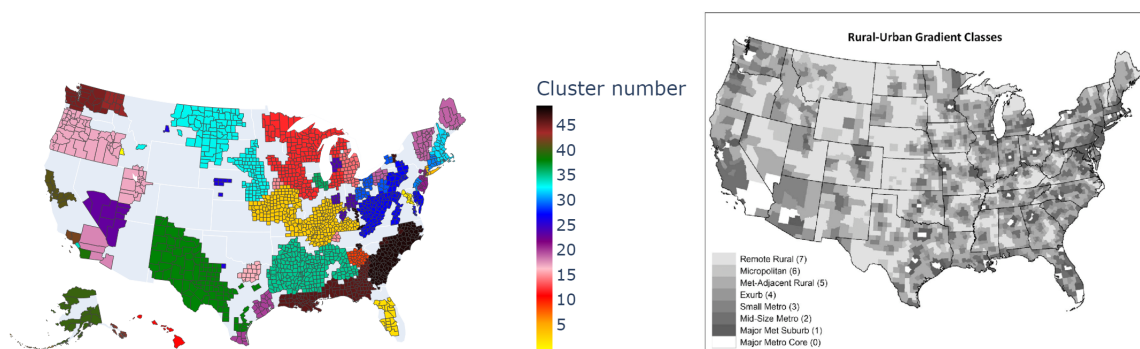 Cluster number
45
40
35
30
25
20
15
10
5
Rural-Urban Gradient Classes
Remote Rural (7)
Micropolitan (6)
Met-Adjacent Rural (5)
Exurb (4)
Small Metro (3)
Mid-Size Metro (2)
Major Met Suburb (1)
Major Metro Core (0)